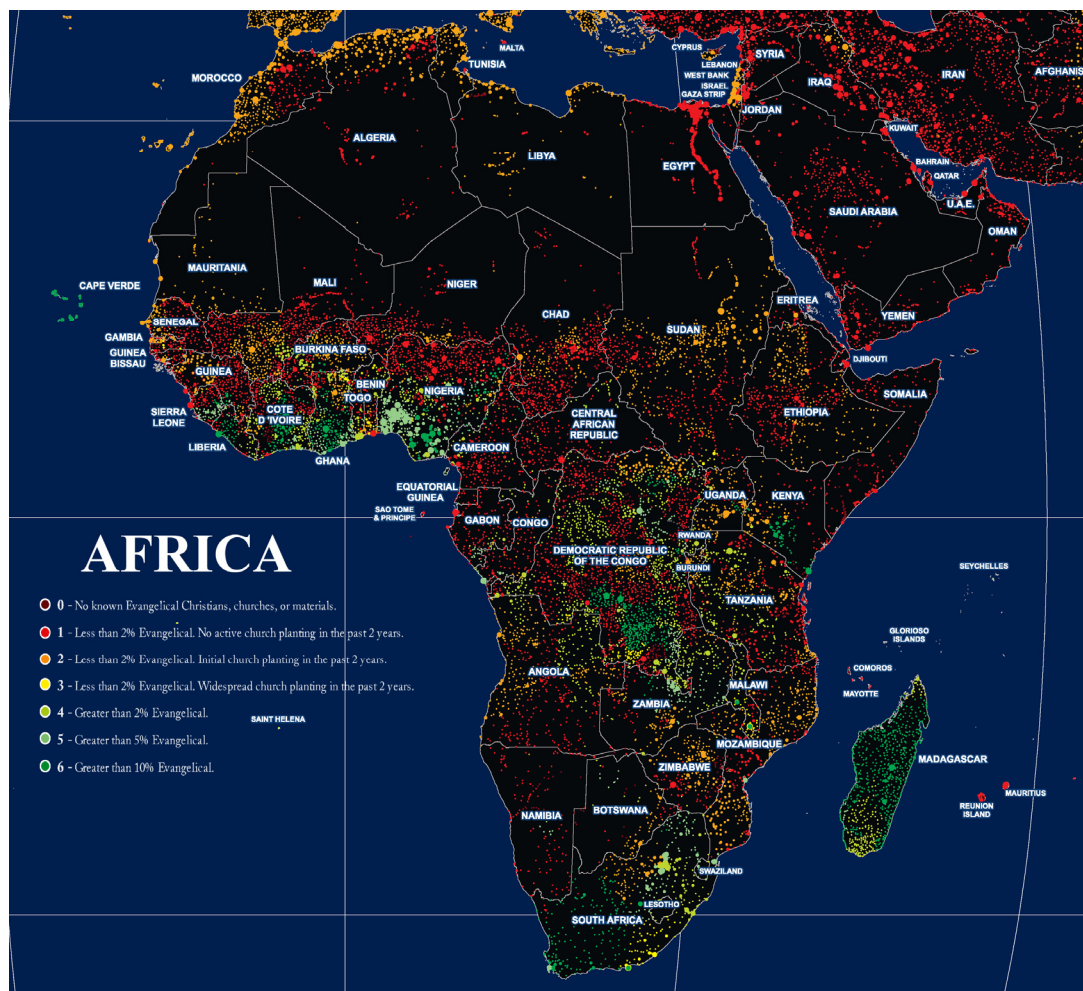 MALTA
CYPRUS
SYRIA
LEBANON
TUNISIA
WEST BANK
ISRAEL
GAZA STRIP
MOROCCO
IRAQ
IRAN
AFGHANIS
JORDAN
KUWAIT
ALGERIA
LIBYA
EGYPT
BAHRAIN
QATAR
U.A.E.
SAUDI ARABIA
OMAN
MAURITANIA
CAPE VERDE
MALI
NIGER
CHAD
ERITREA
YEMEN
SENEGAL
SUDAN
GAMBIA
GUINEA
BISSAU
BURKINA FASO
DJIBOUTI
GUINEA
BENIN
TOGO
NIGERIA
SOMALIA
SIERRA
LEONE
COTE
D 'IVOIRE
CENTRAL
AFRICAN
REPUBLIC
ETHIOPIA
LIBERIA
GHANA
CAMEROON
EQUATORIAL
GUINEA
SAO TOME
& PRINCIPE
UGANDA
KENYA
GABON
CONGO
RWANDA
DEMOCRATIC REPUBLIC
OF THE CONGO
BURUNDI
SEYCHELLES
TANZANIA
GLORIOSO
ISLANDS
COMOROS
MAYOTTE
ANGOLA
MALAWI
ZAMBIA
SAINT HELENA
MOZAMBIQUE
MADAGASCAR
ZIMBABWE
MAURITIUS
REUNION
ISLAND
NAMIBIA
BOTSWANA
SWAZILAND
LESOTHO
SOUTH AFRICA
AFRICA
0 - No known Evangelical Christians, churches, or materials.
1 - Less than 2% Evangelical. No active church planting in the past 2 years.
2 - Less than 2% Evangelical. Initial church planting in the past 2 years.
3 - Less than 2% Evangelical. Widespread church planting in the past 2 years.
4 - Greater than 2% Evangelical.
5 - Greater than 5% Evangelical.
6 - Greater than 10% Evangelical.